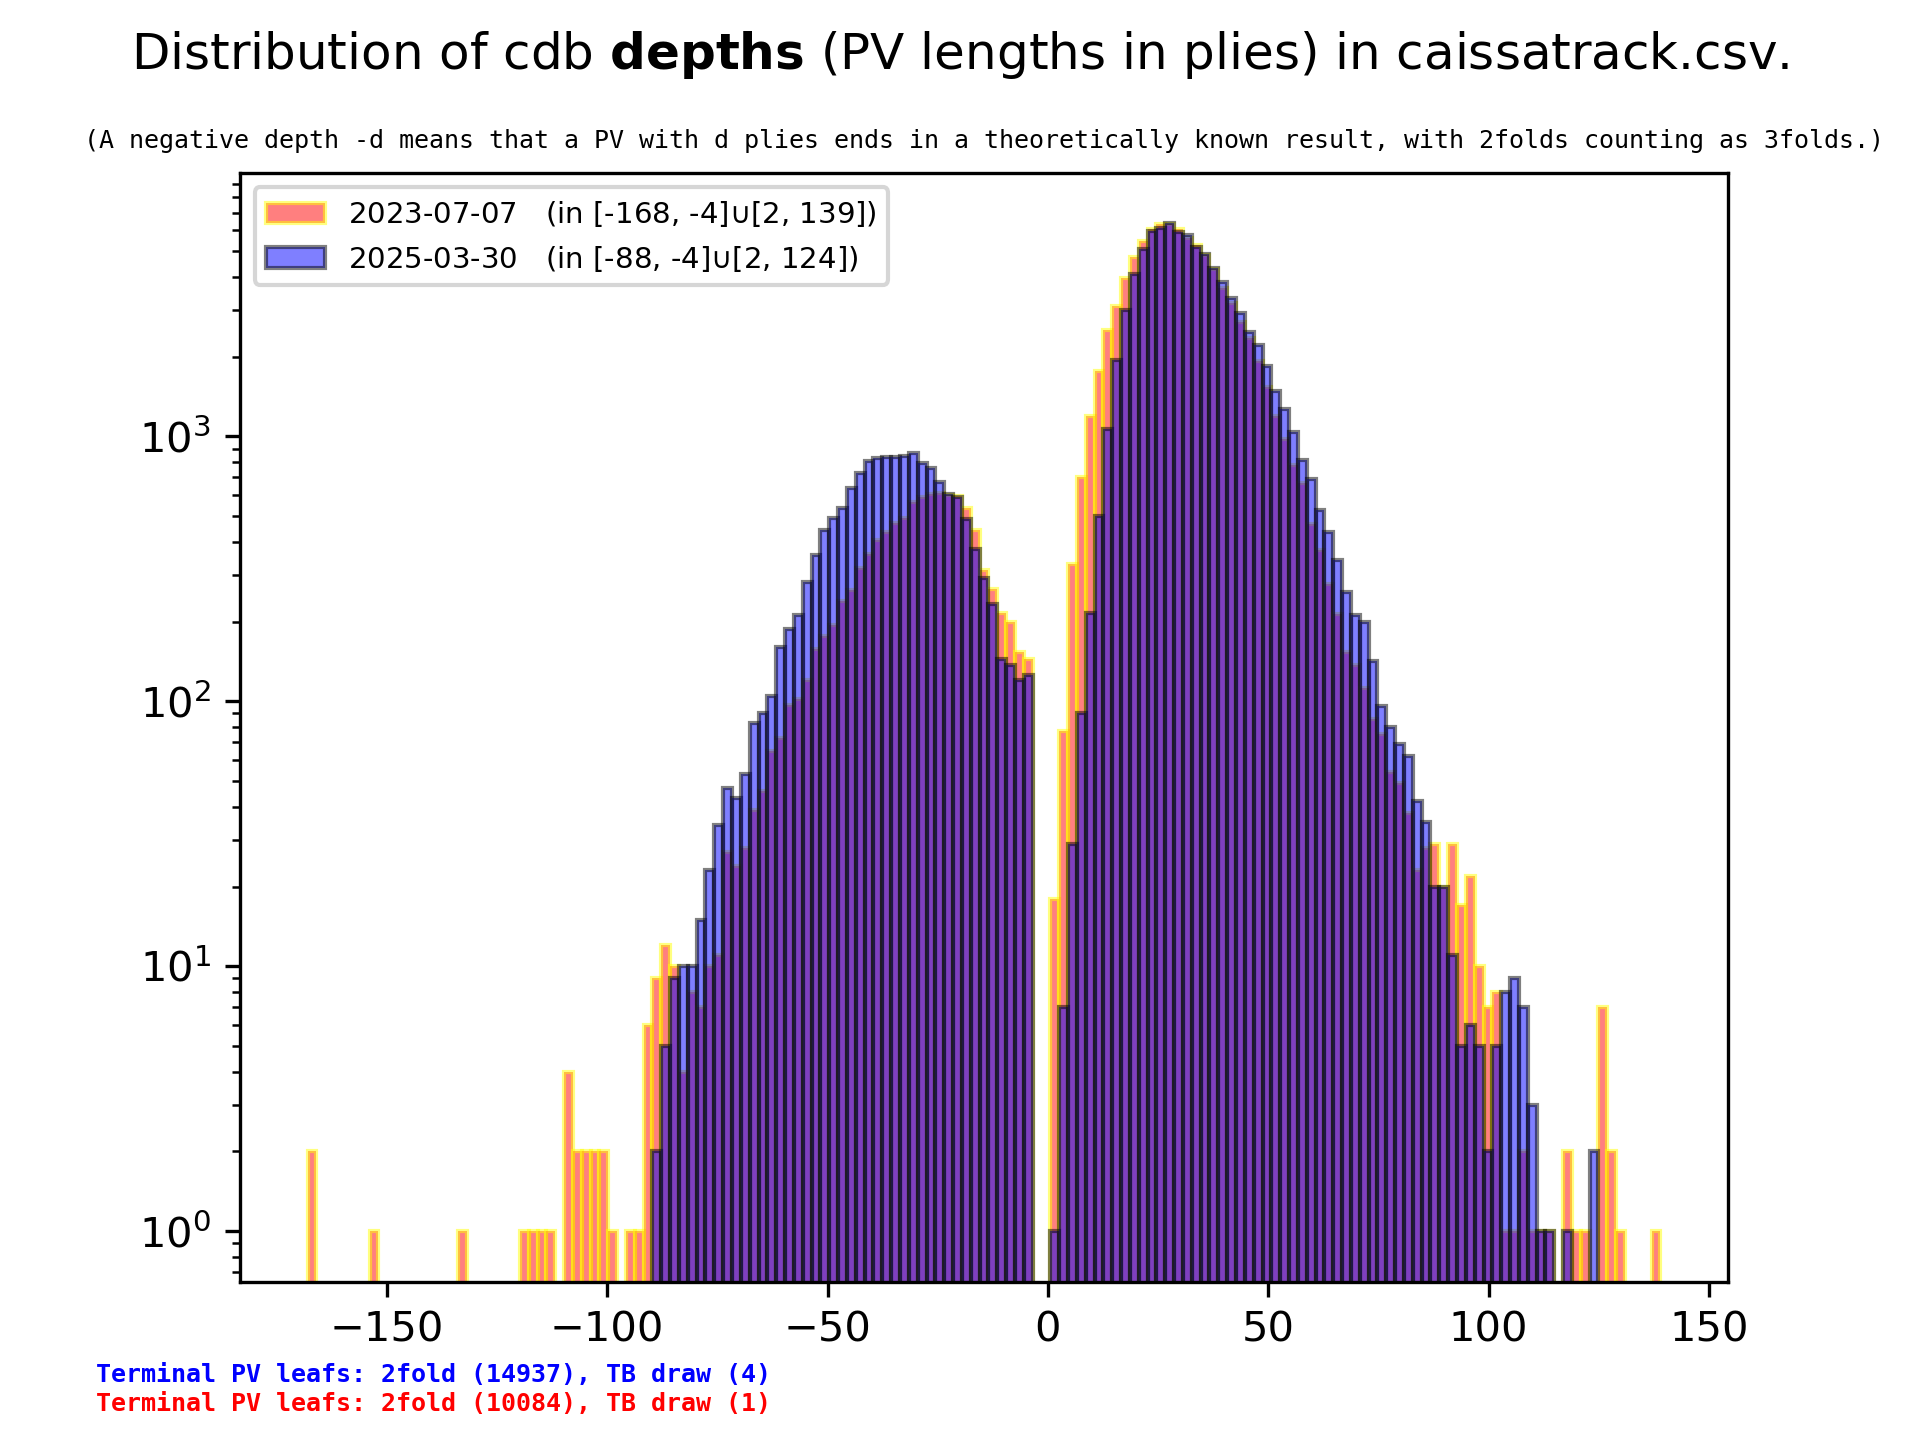 Distribution of cdb depths (PV lengths in plies) in caissatrack.csv.
(A negative depth -d means that a PV with d plies ends in a theoretically known result, with 2folds counting as 3folds.)
2023-07-07 (in [-168, -4]∪[2, 139])
2025-03-30 (in [-88, -4]∪[2, 124])
10³
10²
10¹
10⁰
−150 −100 −50 0 50 100 150
Terminal PV leafs: 2fold (14937), TB draw (4)
Terminal PV leafs: 2fold (10084), TB draw (1)